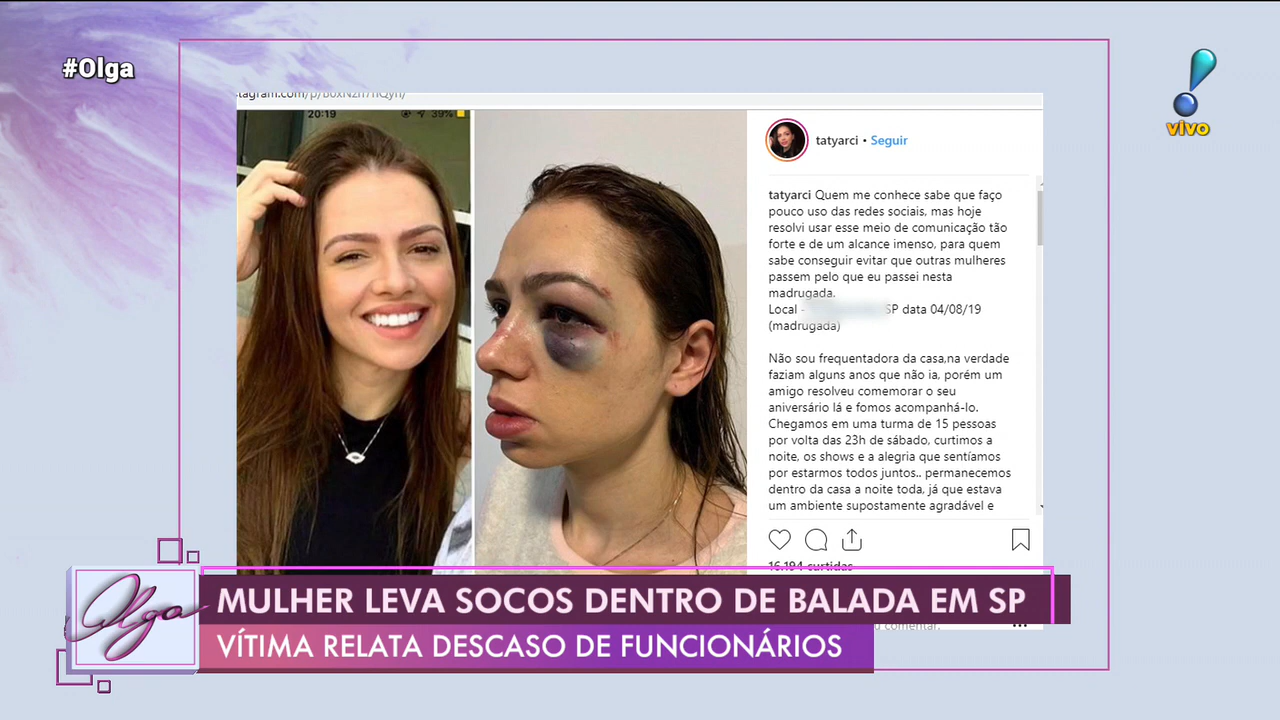 #Olga
vivo
20:19
39%
tatyarci • Seguir
tatyarci Quem me conhece sabe que faço
pouco uso das redes sociais, mas hoje
resolvi usar esse meio de comunicação tão
forte e de um alcance imenso, para quem
sabe conseguir evitar que outras mulheres
passem pelo que eu passei nesta
madrugada.
Local - SP data 04/08/19
(madrugada)
Não sou frequentadora da casa,na verdade
faziam alguns anos que não ia, porém um
amigo resolveu comemorar o seu
aniversário lá e fomos acompanhá-lo.
Chegamos em uma turma de 15 pessoas
por volta das 23h de sábado, curtimos a
noite, os shows e a alegria que sentíamos
por estarmos todos juntos.. permanecemos
dentro da casa a noite toda, já que estava
um ambiente supostamente agradável e
16.194 curtidas
comentar.
Olga
MULHER LEVA SOCOS DENTRO DE BALADA EM SP
VÍTIMA RELATA DESCASO DE FUNCIONÁRIOS